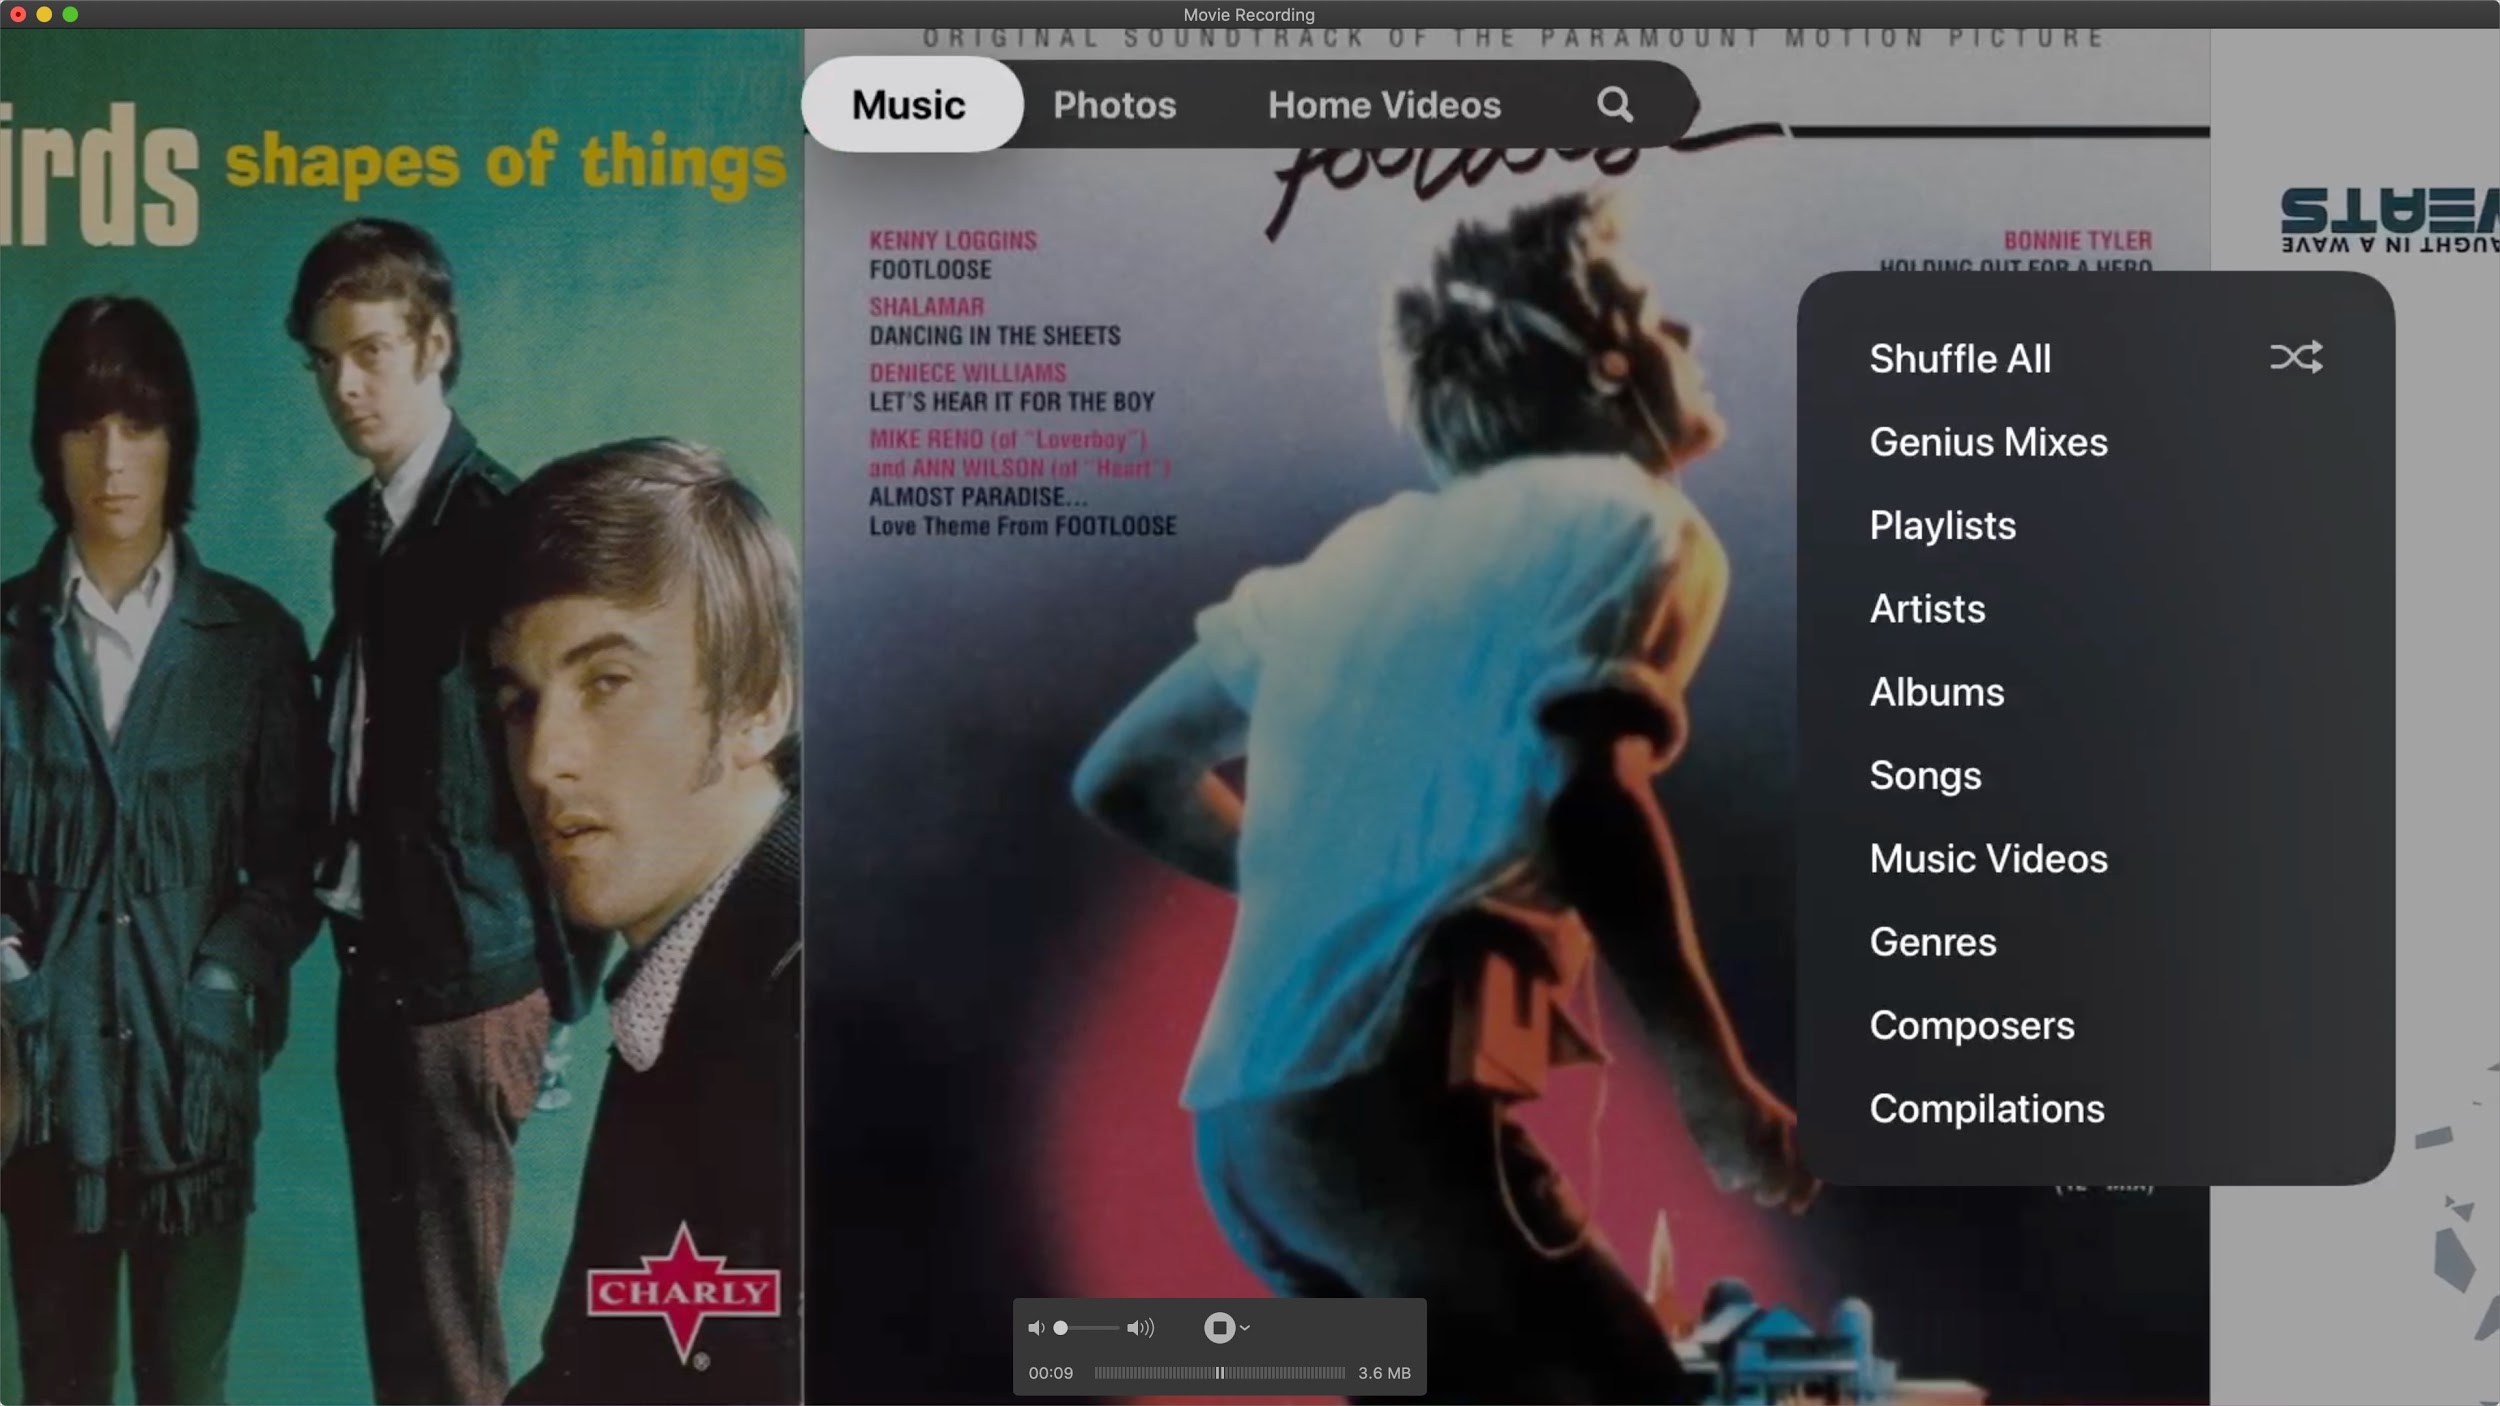 Movie Recording
ORIGINAL SOUNDTRACK OF THE PARAMOUNT MOTION PICTURE
Music
Photos
Home Videos
irds
shapes of things
footloose
KENNY LOGGINS
FOOTLOOSE
SHALAMAR
DANCING IN THE SHEETS
DENIECE WILLIAMS
LET'S HEAR IT FOR THE BOY
MIKE RENO (of "Loverboy")
and ANN WILSON (of "Heart")
ALMOST PARADISE...
Love Theme From FOOTLOOSE
BONNIE TYLER
HOLDING OUT FOR A HERO
AUGHT IN A WAVE
Shuffle All
Genius Mixes
Playlists
Artists
Albums
Songs
Music Videos
Genres
Composers
Compilations
CHARLY
®
00:09
3.6 MB